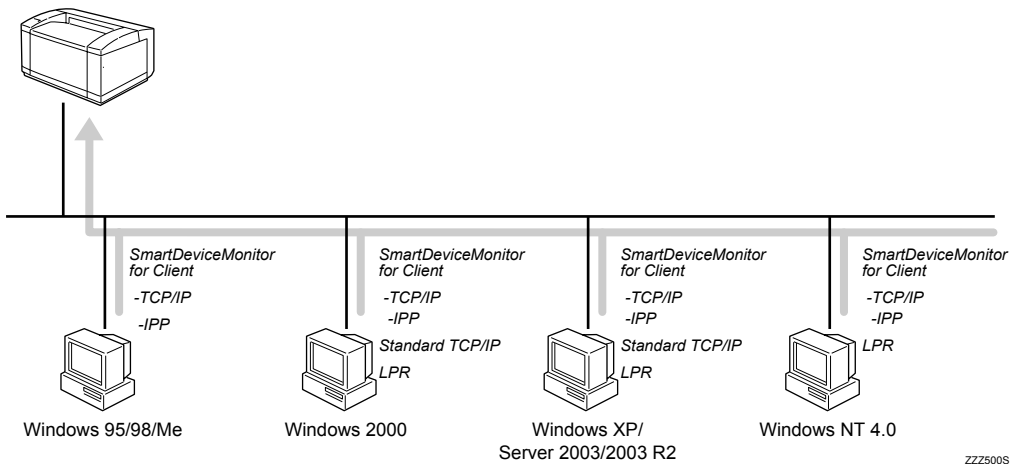 SmartDeviceMonitor
for Client
-TCP/IP
-IPP
Windows 95/98/Me
SmartDeviceMonitor
for Client
-TCP/IP
-IPP
Standard TCP/IP
LPR
Windows 2000
SmartDeviceMonitor
for Client
-TCP/IP
-IPP
Standard TCP/IP
LPR
Windows XP/
Server 2003/2003 R2
SmartDeviceMonitor
for Client
-TCP/IP
-IPP
LPR
Windows NT 4.0
ZZZ500S